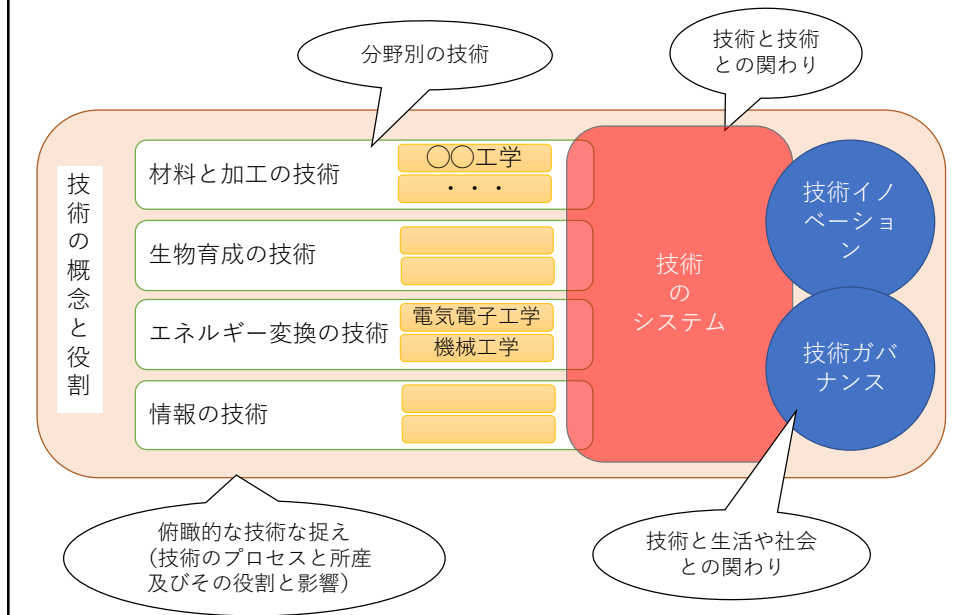 分野別の技術
技術と技術
との関わり
技術の概念と役割
材料と加工の技術
〇〇工学
・・・
生物育成の技術
エネルギー変換の技術
電気電子工学
機械工学
情報の技術
技術
の
システム
技術イノ
ベーショ
ン
技術ガバ
ナンス
俯瞰的な技術な捉え
(技術のプロセスと所産
及びその役割と影響)
技術と生活や社会
との関わり